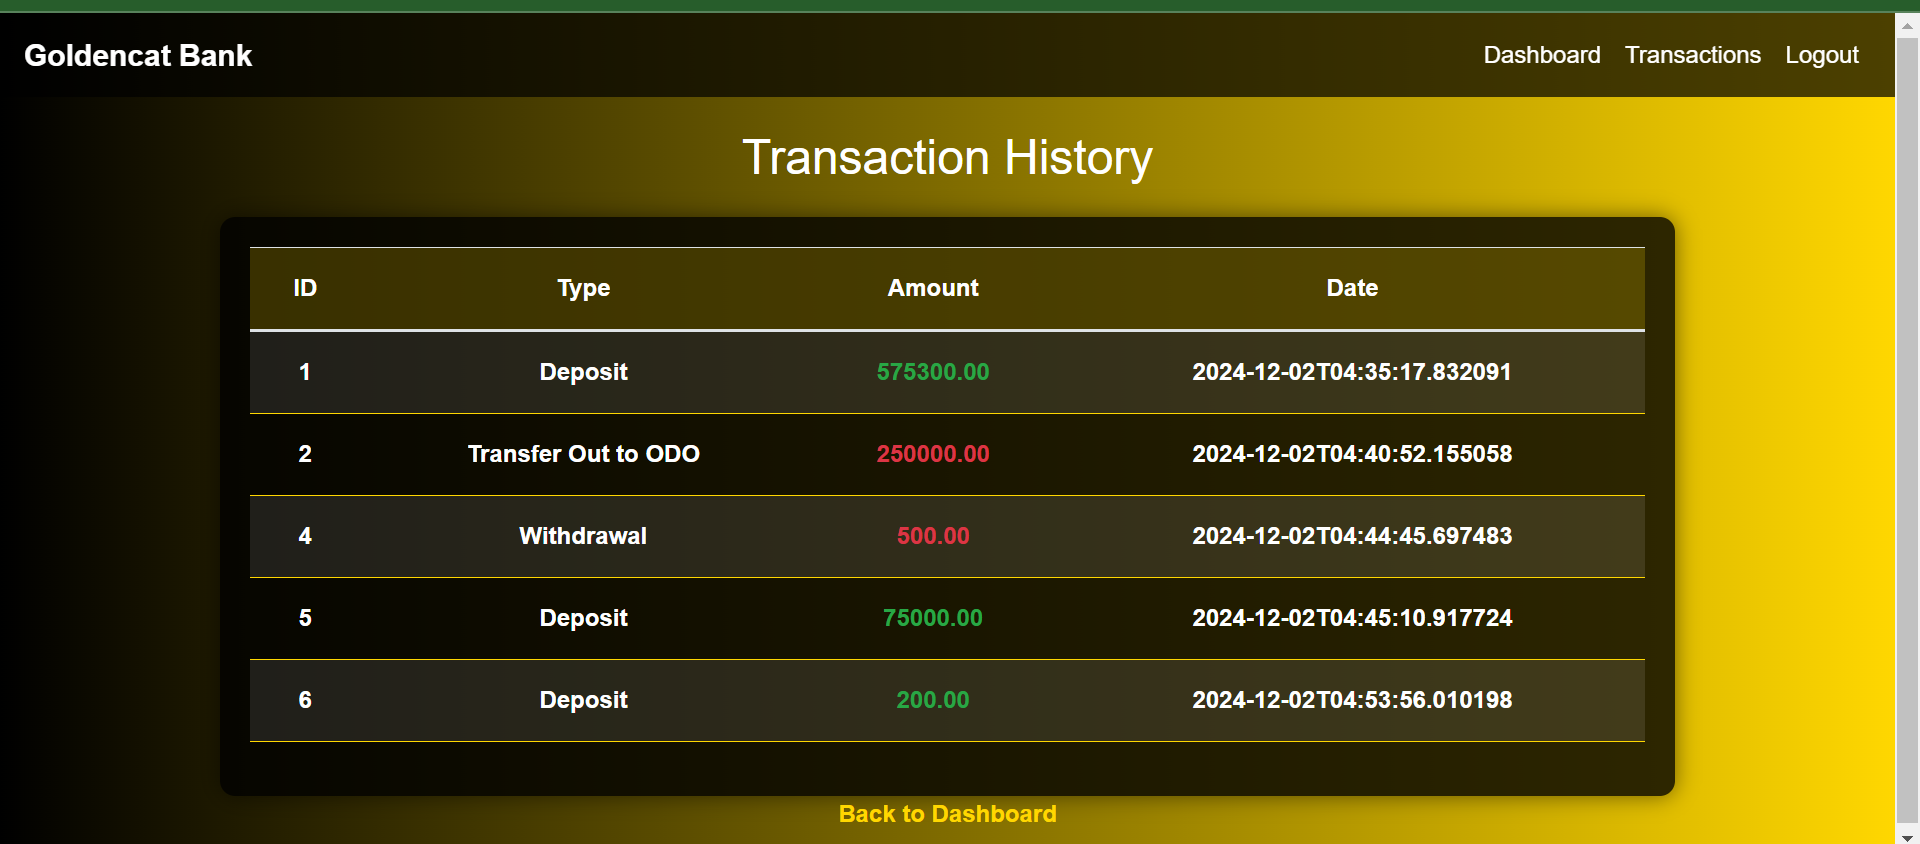 Goldencat Bank
Dashboard Transactions Logout
Transaction History
ID Type Amount Date
1 Deposit 575300.00 2024-12-02T04:35:17.832091
2 Transfer Out to ODO 250000.00 2024-12-02T04:40:52.155058
4 Withdrawal 500.00 2024-12-02T04:44:45.697483
5 Deposit 75000.00 2024-12-02T04:45:10.917724
6 Deposit 200.00 2024-12-02T04:53:56.010198
Back to Dashboard